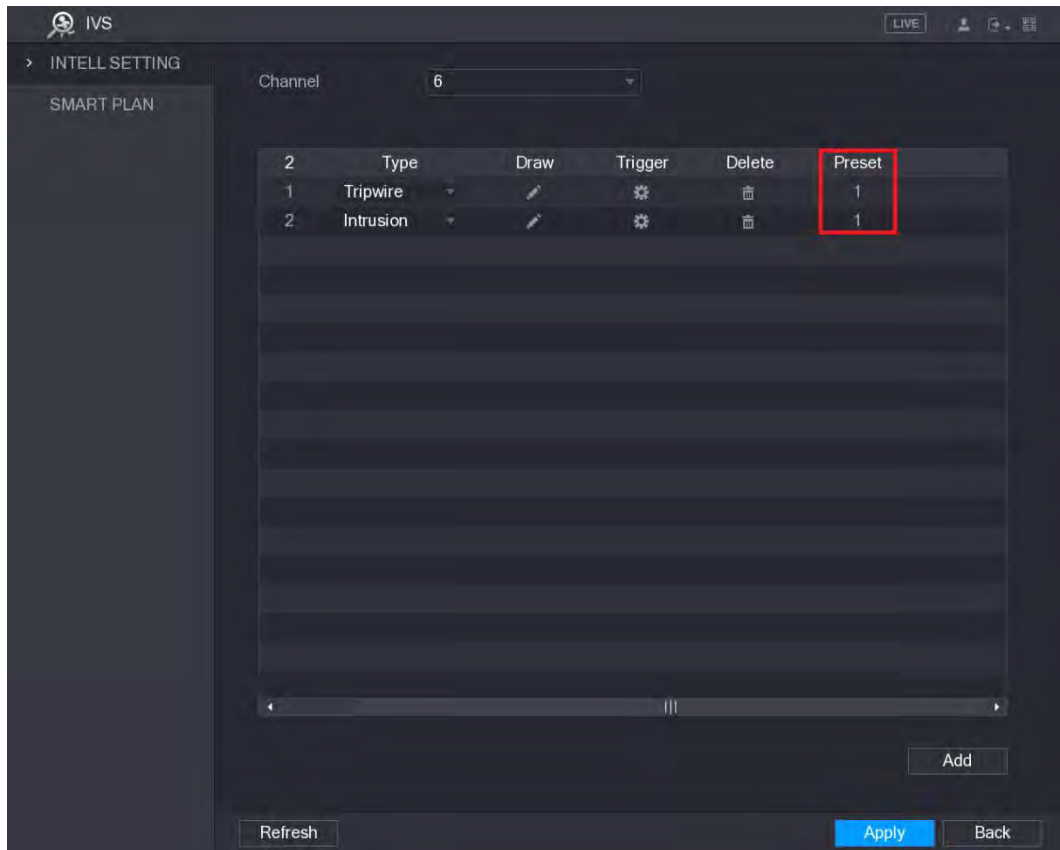 IVS LIVE
INTELL SETTING
SMART PLAN
Channel 6
2 Type Draw Trigger Delete Preset
1 Tripwire 1
2 Intrusion 1
Add
Refresh Apply Back